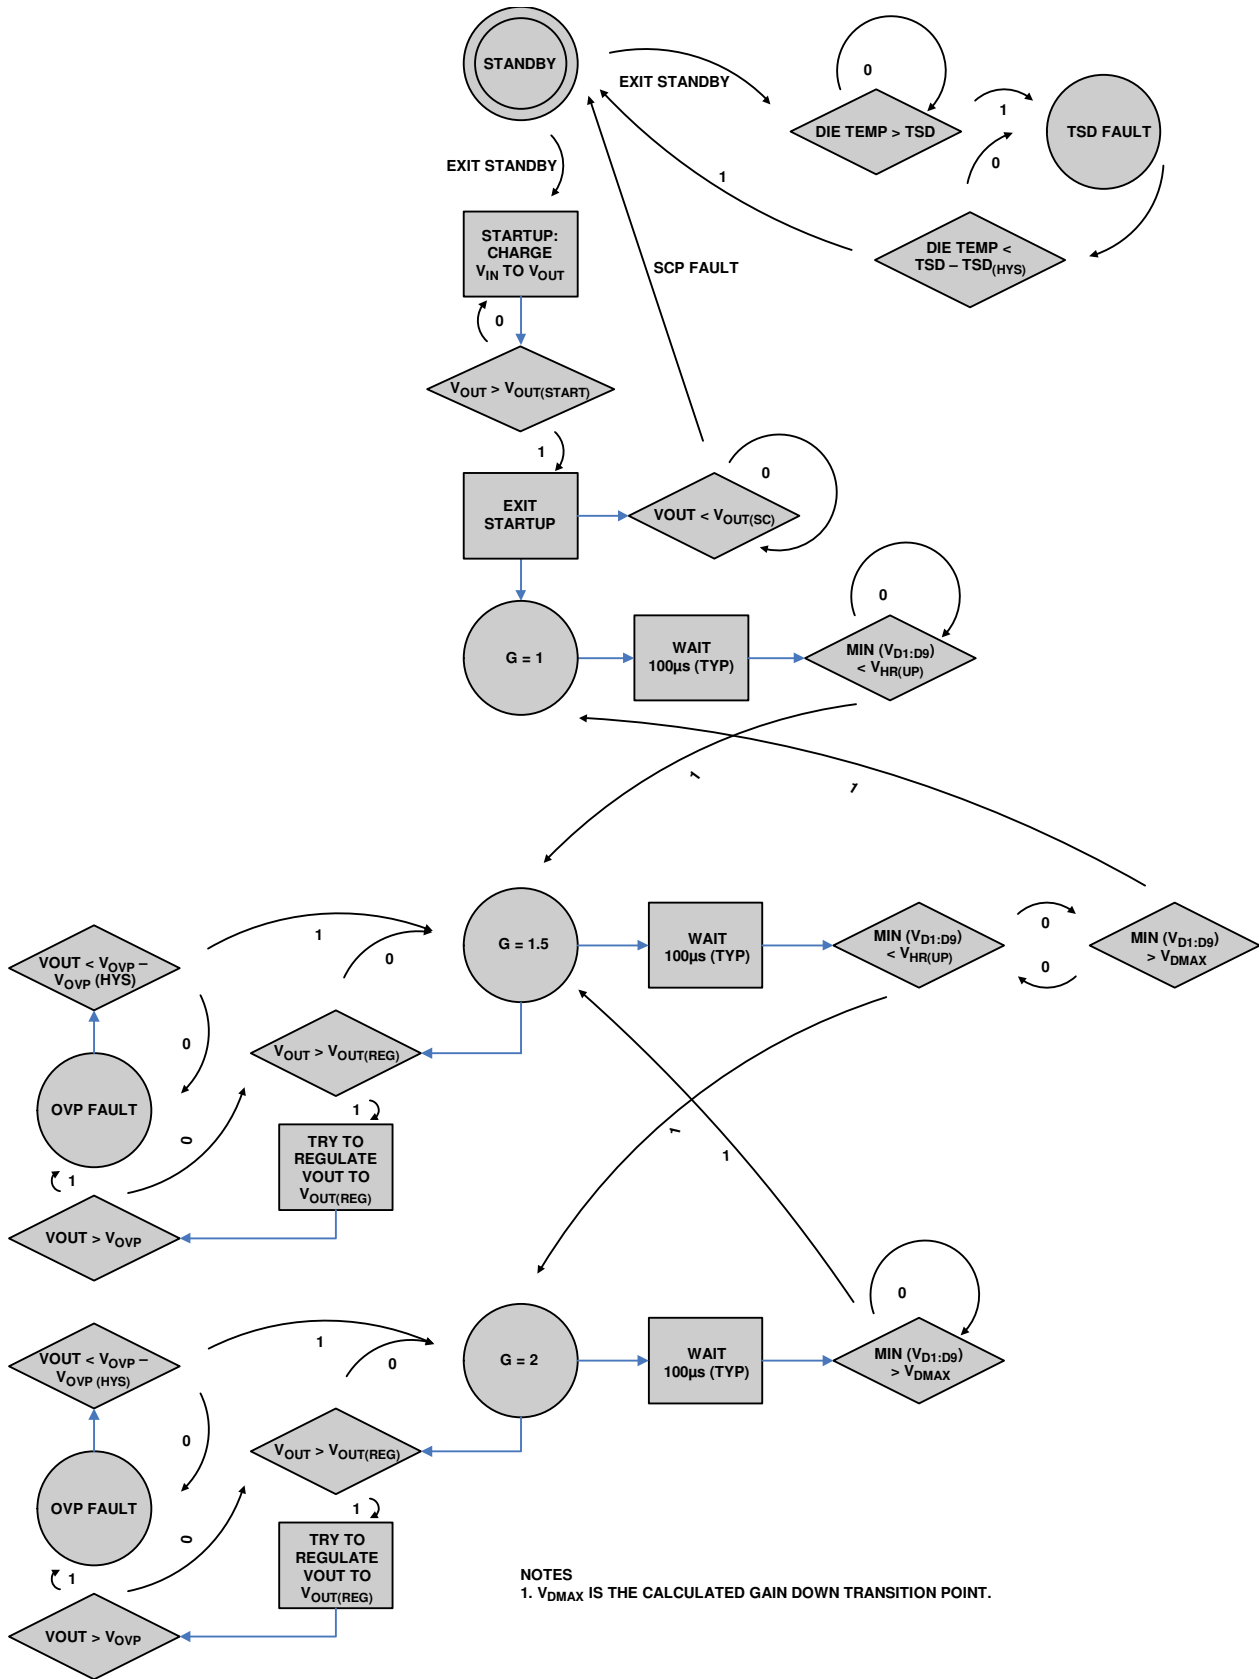 STANDBY
EXIT STANDBY
0
DIE TEMP > TSD
1
TSD FAULT
0
EXIT STANDBY
1
DIE TEMP <
TSD – TSD(HYS)
STARTUP:
CHARGE
VIN TO VOUT
SCP FAULT
0
VOUT > VOUT(START)
1
0
EXIT
STARTUP
VOUT < VOUT(SC)
0
G = 1
WAIT
100µs (TYP)
MIN (VD1:D9)
< VHR(UP)
1
1
1
0
G = 1.5
WAIT
100µs (TYP)
MIN (VD1:D9)
< VHR(UP)
0
0
MIN (VD1:D9)
> VDMAX
VOUT < VOVP –
VOVP (HYS)
0
VOUT > VOUT(REG)
OVP FAULT
0
1
TRY TO
REGULATE
VOUT TO
VOUT(REG)
1
VOUT > VOVP
1
1
0
1
0
G = 2
WAIT
100µs (TYP)
MIN (VD1:D9)
> VDMAX
VOUT < VOVP –
VOVP (HYS)
0
VOUT > VOUT(REG)
OVP FAULT
0
1
TRY TO
REGULATE
VOUT TO
VOUT(REG)
1
VOUT > VOVP
NOTES
1. VDMAX IS THE CALCULATED GAIN DOWN TRANSITION POINT.